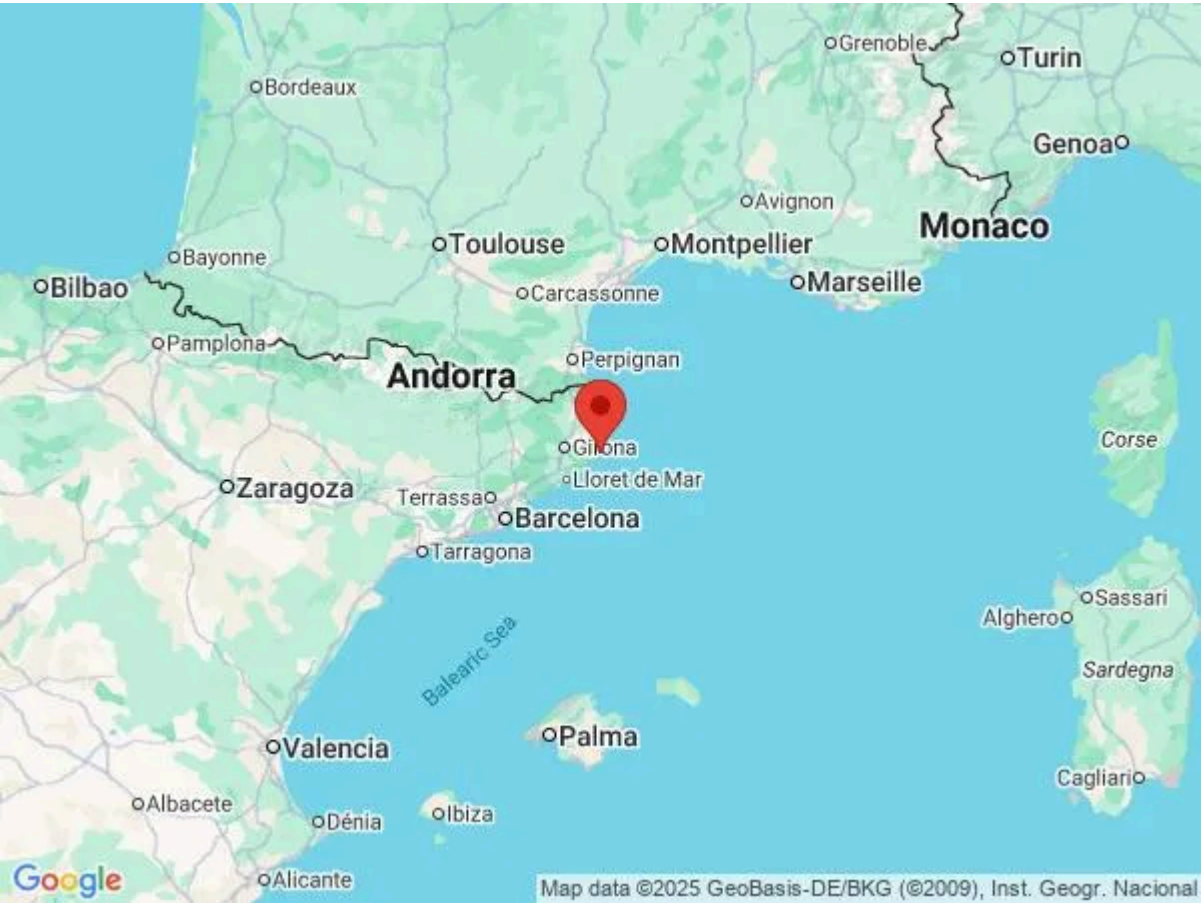 Grenoble
Turin
Bordeaux
Genoa
Avignon
Monaco
Toulouse
Montpellier
Bayonne
Marseille
Bilbao
Carcassonne
Pamplona
Perpignan
Andorra
Corse
Girona
Lloret de Mar
Zaragoza
Terrassa
Barcelona
Tarragona
Sassari
Alghero
Balearic Sea
Sardegna
Palma
Valencia
Cagliari
Albacete
Ibiza
Dénia
Google
Alicante
Map data ©2025 GeoBasis-DE/BKG (©2009), Inst. Geogr. Nacional